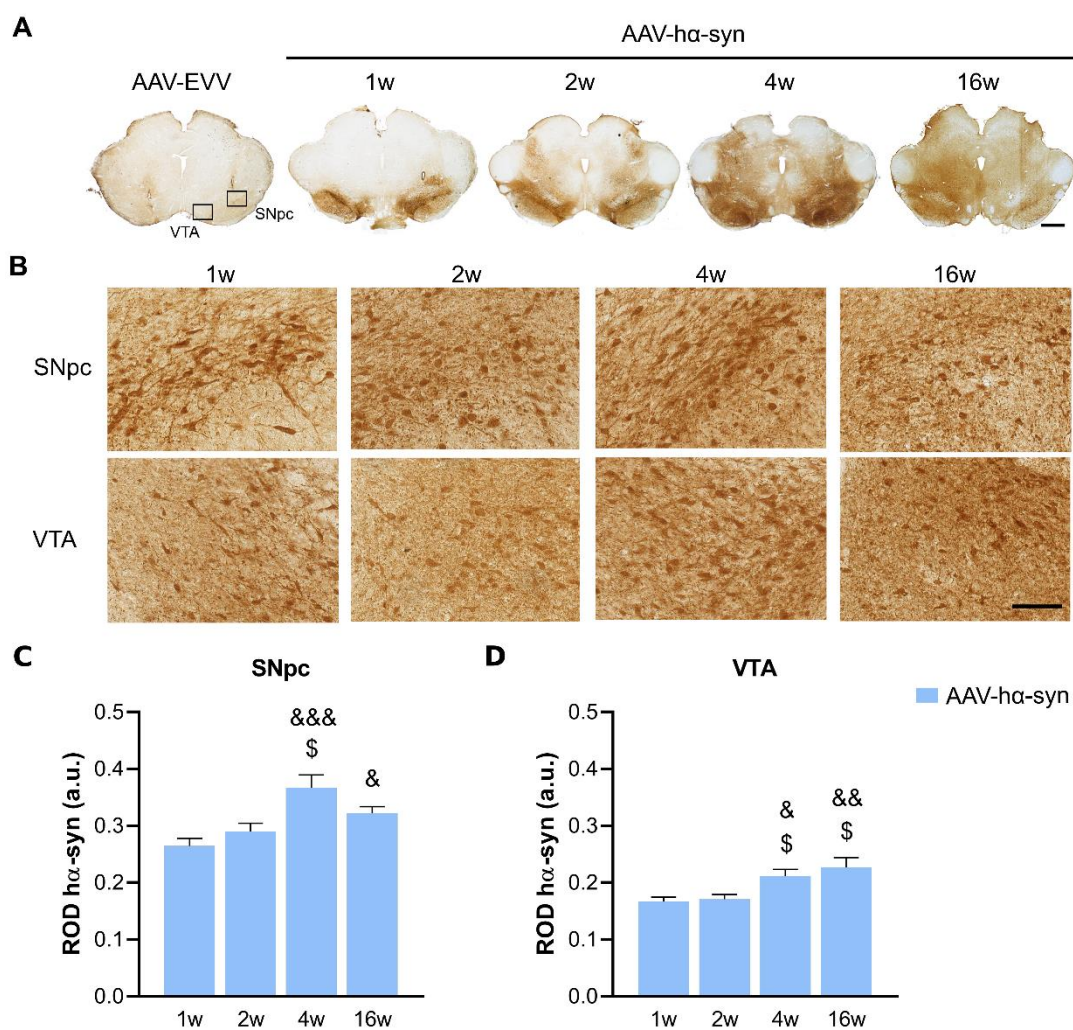 A
AAV-hα-syn
AAV-EVV
1w
2w
4w
16w
VTA
SNpc
B
1w
2w
4w
16w
SNpc
VTA
C
SNpc
ROD hα-syn (a.u.)
0.5
0.4
0.3
0.2
0.1
0.0
&&&
$
&
1w
2w
4w
16w
D
VTA
AAV-hα-syn
ROD hα-syn (a.u.)
0.5
0.4
0.3
0.2
0.1
0.0
&
$
&&
$
1w
2w
4w
16w